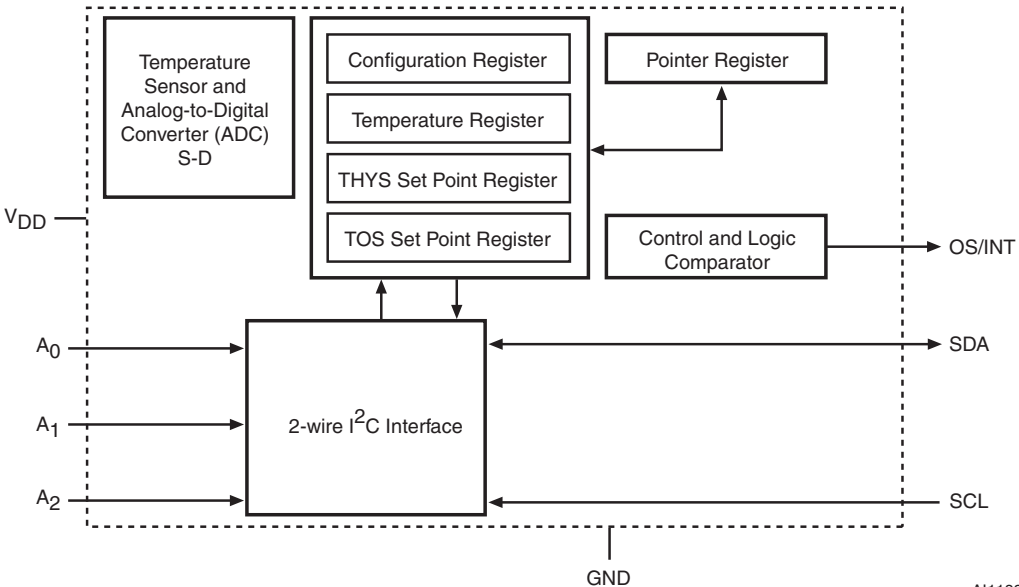 Temperature
Sensor and
Analog-to-Digital
Converter (ADC)
S-D
Configuration Register
Temperature Register
THYS Set Point Register
TOS Set Point Register
Pointer Register
Control and Logic
Comparator
VDD
OS/INT
A0
A1
A2
2-wire I2C Interface
SDA
SCL
GND